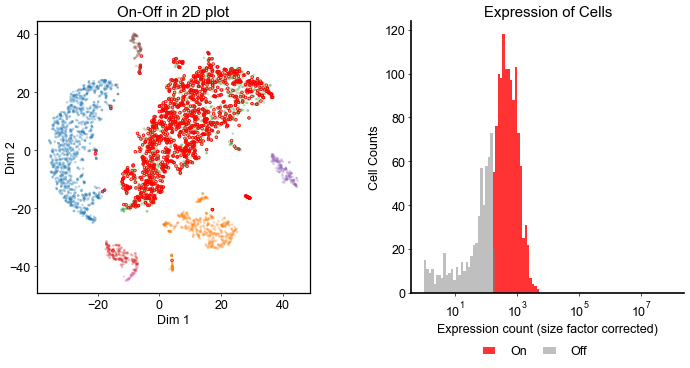 On-Off in 2D plot
40
20
0
−20
−40
Dim 2
−20 0 20 40
Dim 1
Expression of Cells
120
100
80
60
40
20
0
Cell Counts
10^1 10^3 10^5 10^7
Expression count (size factor corrected)
On Off